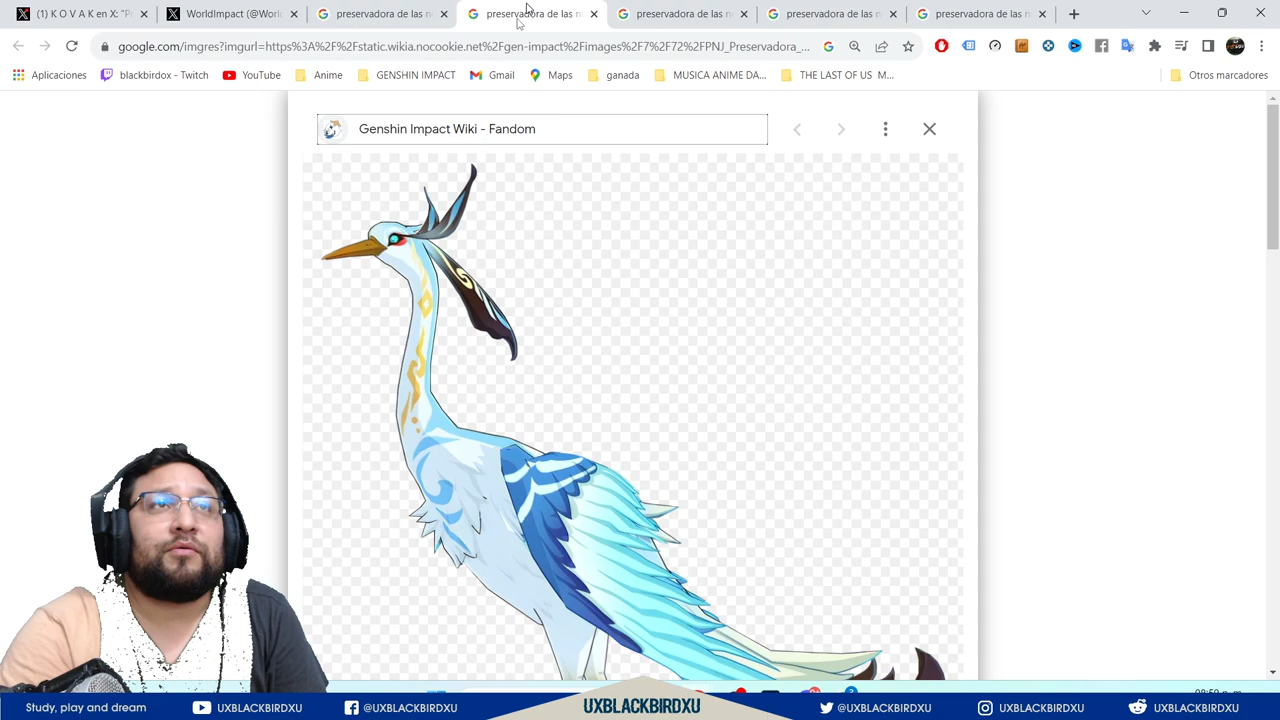 (1) K O V A K en X: "Po
WorldImpact (@Worl
preservadora de las n
preservadora de las n
preservadora de las n
preservadora de las n
preservadora de las n
google.com/imgres?imgurl=https%3A%2F%2Fstatic.wikia.nocookie.net%2Fgen-impact%2Fimages%2F7%2F72%2FPNJ_Preservadora_...
Aplicaciones
blackbirdox - Twitch
YouTube
Anime
GENSHIN IMPACT
Gmail
Maps
ganada
MUSICA ANIME DA...
THE LAST OF US M...
Otros marcadores
Genshin Impact Wiki - Fandom
Study, play and dream
UXBLACKBIRDXU
@UXBLACKBIRDXU
UXBLACKBIRDXU
@UXBLACKBIRDXU
UXBLACKBIRDXU
UXBLACKBIRDXU